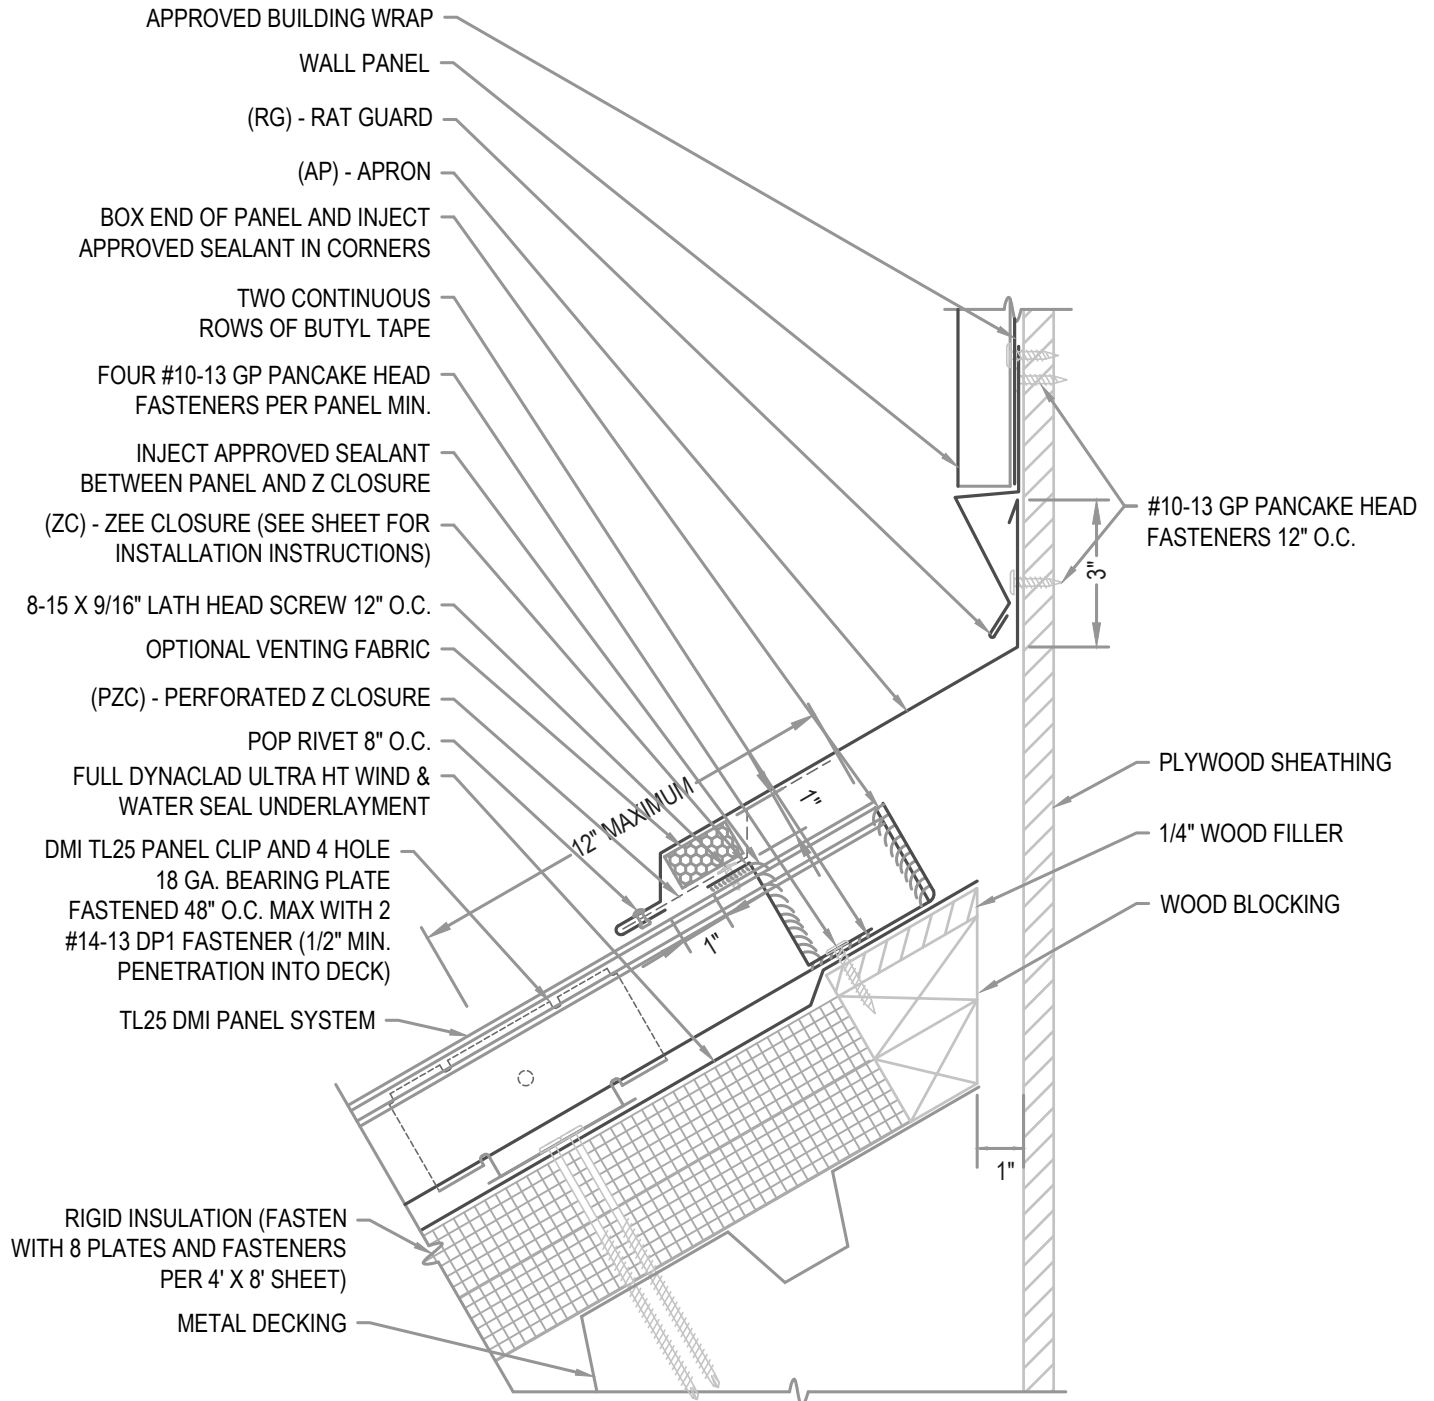 APPROVED BUILDING WRAP
WALL PANEL
(RG) - RAT GUARD
(AP) - APRON
BOX END OF PANEL AND INJECT
APPROVED SEALANT IN CORNERS
TWO CONTINUOUS
ROWS OF BUTYL TAPE
FOUR #10-13 GP PANCAKE HEAD
FASTENERS PER PANEL MIN.
INJECT APPROVED SEALANT
BETWEEN PANEL AND Z CLOSURE
(ZC) - ZEE CLOSURE (SEE SHEET FOR
INSTALLATION INSTRUCTIONS)
8-15 X 9/16" LATH HEAD SCREW 12" O.C.
OPTIONAL VENTING FABRIC
(PZC) - PERFORATED Z CLOSURE
POP RIVET 8" O.C.
FULL DYNACLAD ULTRA HT WIND &
WATER SEAL UNDERLAYMENT
DMI TL25 PANEL CLIP AND 4 HOLE
18 GA. BEARING PLATE
FASTENED 48" O.C. MAX WITH 2
#14-13 DP1 FASTENER (1/2" MIN.
PENETRATION INTO DECK)
TL25 DMI PANEL SYSTEM
RIGID INSULATION (FASTEN
WITH 8 PLATES AND FASTENERS
PER 4' X 8' SHEET)
METAL DECKING
12" MAXIMUM
1"
1"
#10-13 GP PANCAKE HEAD
FASTENERS 12" O.C.
3"
PLYWOOD SHEATHING
1/4" WOOD FILLER
WOOD BLOCKING
1"